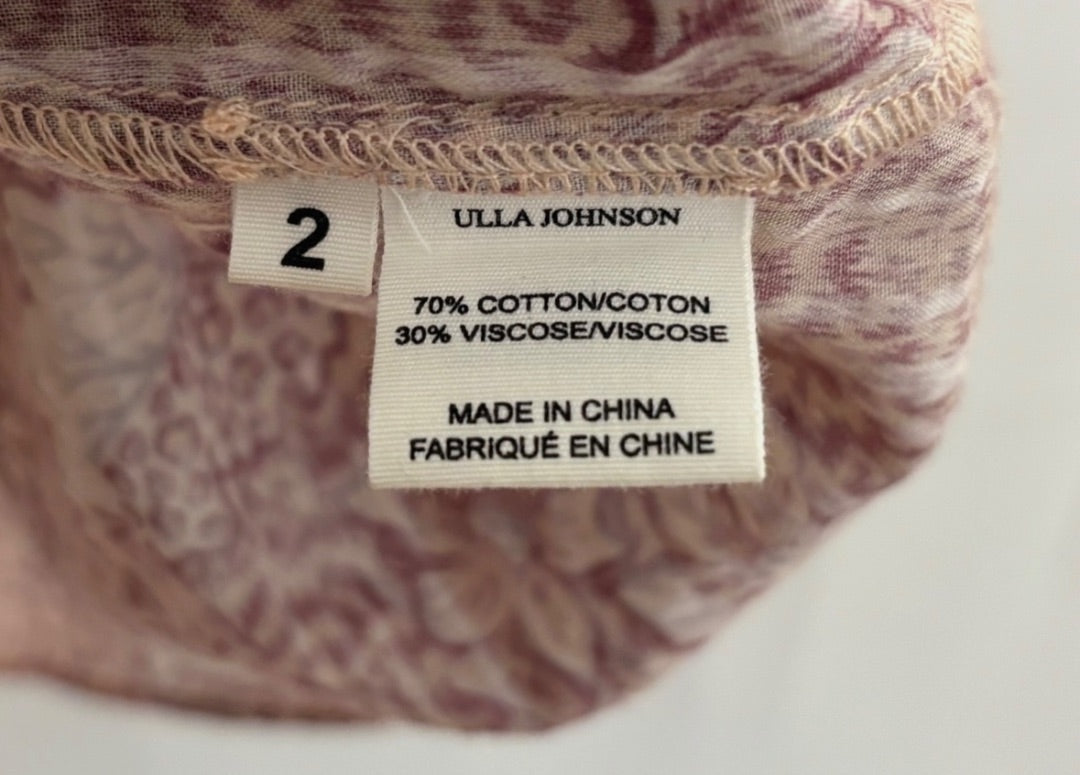 2
ULLA JOHNSON
70% COTTON/COTON
30% VISCOSE/VISCOSE
MADE IN CHINA
FABRIQUÉ EN CHINE